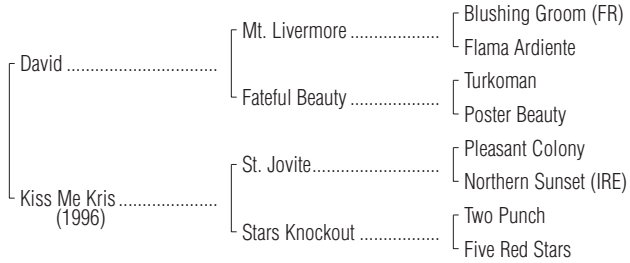 Blushing Groom (FR)
Mt. Livermore ....................
Flama Ardiente
David .................................
Turkoman
Fateful Beauty ....................
Poster Beauty
Pleasant Colony
St. Jovite............................
Northern Sunset (IRE)
Kiss Me Kris ......................
(1996)
Two Punch
Stars Knockout ..................
Five Red Stars